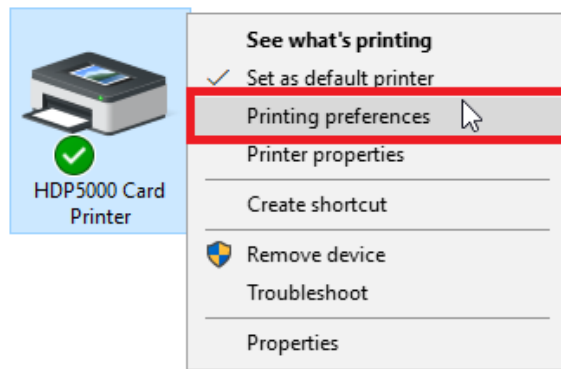 HDP5000 Card
Printer
See what's printing
Set as default printer
Printing preferences
Printer properties
Create shortcut
Remove device
Troubleshoot
Properties